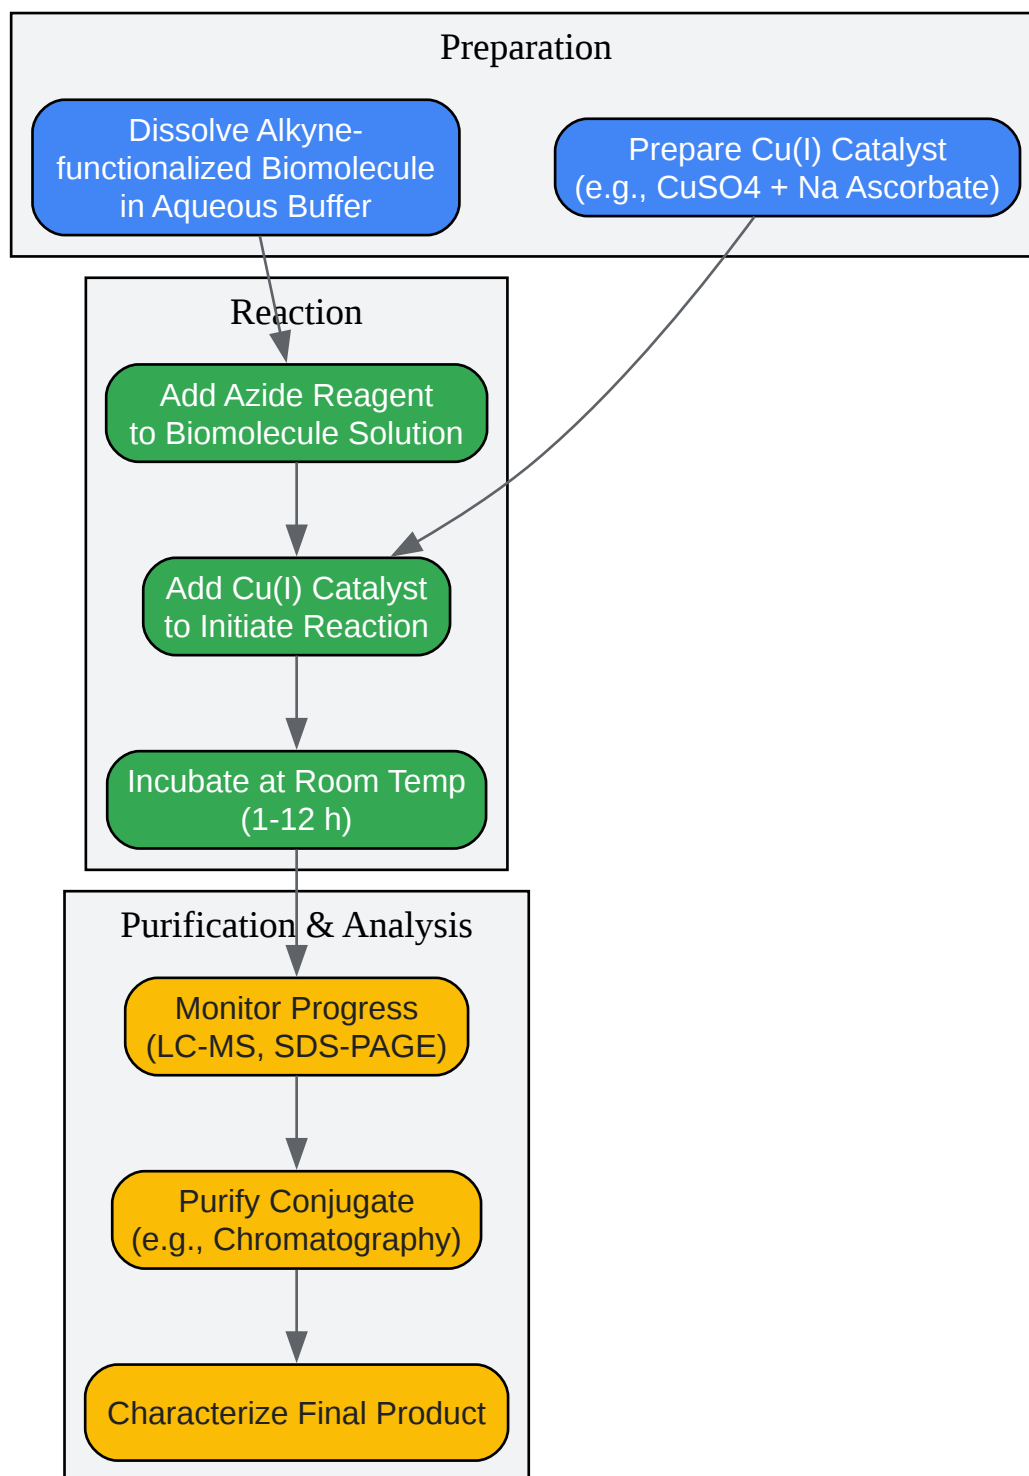 Preparation
Dissolve Alkyne-
functionalized Biomolecule
in Aqueous Buffer
Prepare Cu(I) Catalyst
(e.g., CuSO4 + Na Ascorbate)
Reaction
Add Azide Reagent
to Biomolecule Solution
Add Cu(I) Catalyst
to Initiate Reaction
Incubate at Room Temp
(1-12 h)
Purification & Analysis
Monitor Progress
(LC-MS, SDS-PAGE)
Purify Conjugate
(e.g., Chromatography)
Characterize Final Product